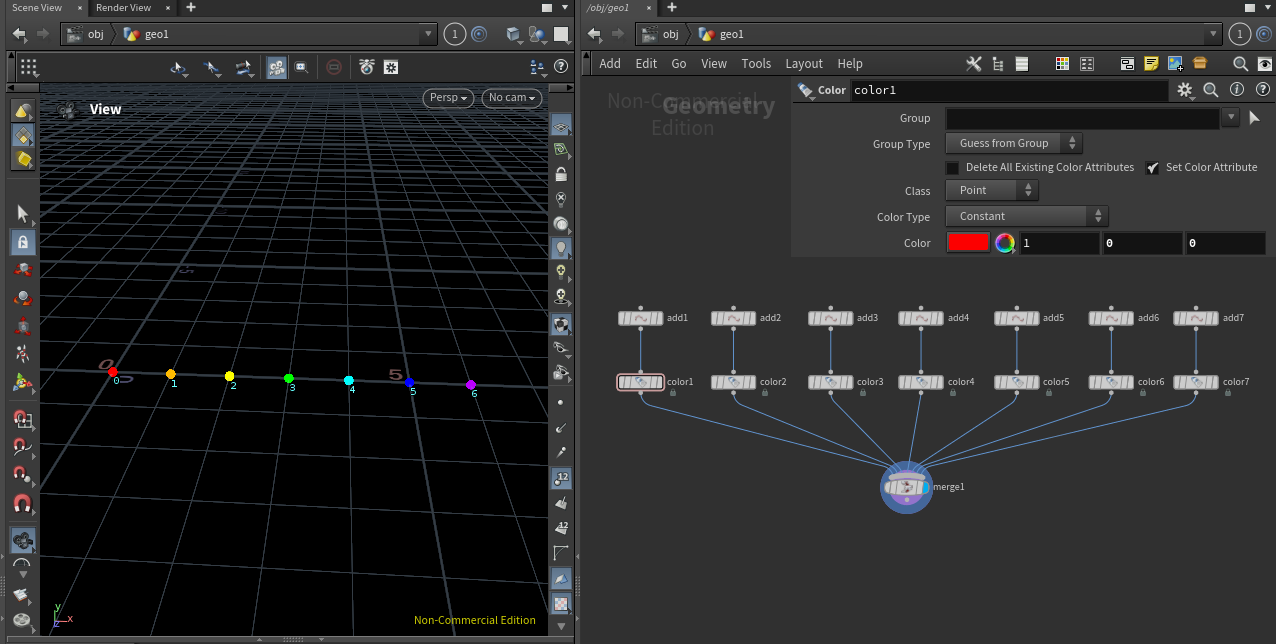 Scene View
Render View
/obj/geo1
obj
geo1
1
obj
geo1
1
Add
Edit
Go
View
Tools
Layout
Help
View
Persp
No cam
Non-Commercial
Edition
Geometry
Color
color1
Group
Group Type
Guess from Group
Delete All Existing Color Attributes
Set Color Attribute
Class
Point
Color Type
Constant
Color
1
0
0
add1
add2
add3
add4
add5
add6
add7
color1
color2
color3
color4
color5
color6
color7
merge1
5
0
5
0
1
2
3
4
5
6
12
12
y
x
z
Non-Commercial Edition